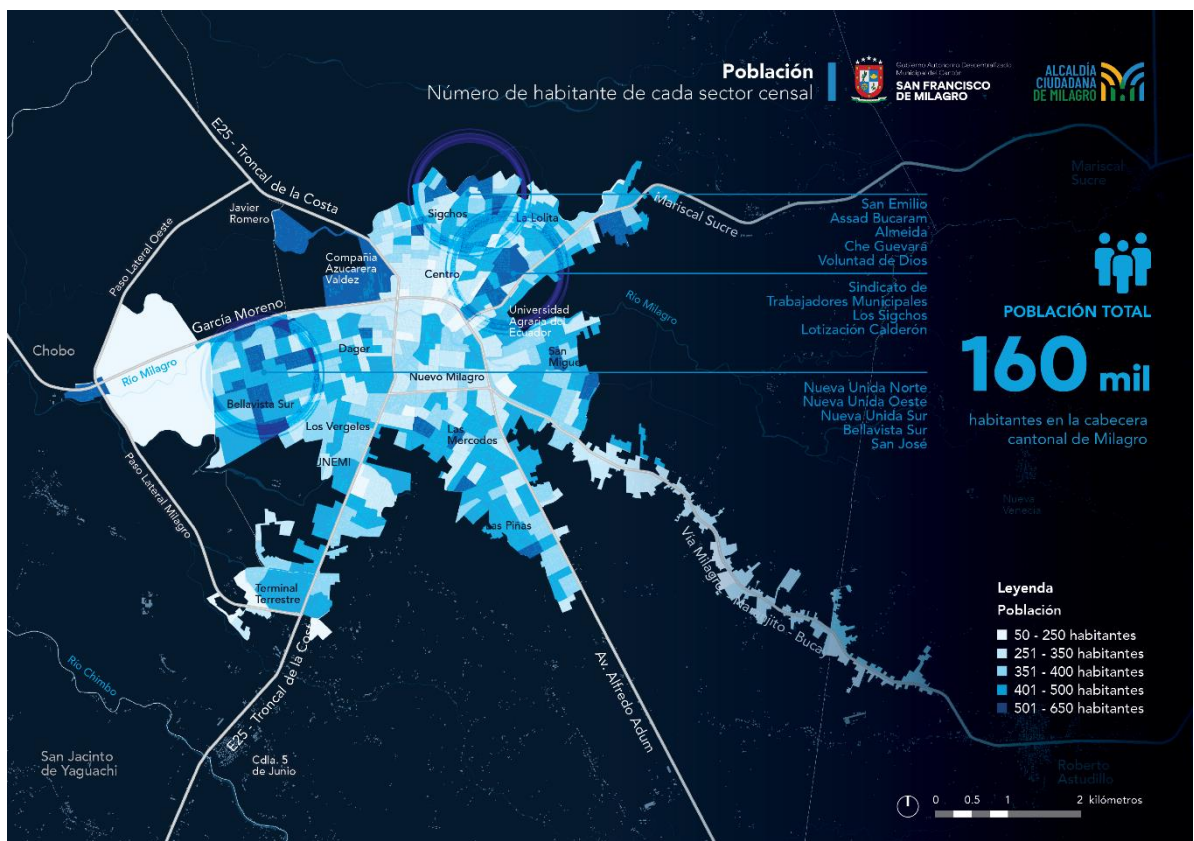 Población
Número de habitante de cada sector censal
Gobierno Autónomo Descentralizado
Municipal del Cantón
SAN FRANCISCO
DE MILAGRO
ALCALDÍA
CIUDADANA
DE MILAGRO
E25 - Troncal de la Costa
Mariscal
Sucre
Javier
Romero
Paso Lateral Oeste
Sigchos
La Lolita
Mariscal Sucre
San Emilio
Assad Bucaram
Almeida
Che Guevara
Voluntad de Dios
Compañia
Azucarera
Valdez
Centro
Sindicato de
Trabajadores Municipales
Los Sigchos
Lotización Calderón
Río Milagro
García Moreno
Universidad
Agraria del
Ecuador
POBLACIÓN TOTAL
160 mil
habitantes en la cabecera
cantonal de Milagro
Chobo
Río Milagro
Dager
San
Miguel
Nuevo Milagro
Nueva Unida Norte
Nueva Unida Oeste
Nueva Unida Sur
Bellavista Sur
San José
Bellavista Sur
Los Vergeles
Las
Mercedes
UNEMI
Paso Lateral Milagro
Nueva
Venecia
Las Piñas
Terminal
Terrestre
Río Chimbo
E25 - Troncal de la Costa
Av. Alfredo Adum
Leyenda
Población
50 - 250 habitantes
251 - 350 habitantes
351 - 400 habitantes
401 - 500 habitantes
501 - 650 habitantes
San Jacinto
de Yaguachi
Cdla. 5
de Junio
Roberto
Astudillo
0 0.5 1 2 kilómetros